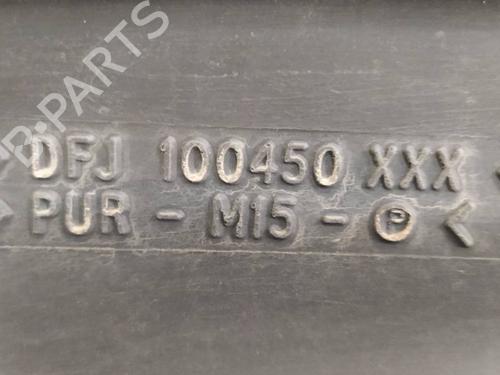 B-PARTS
DFJ 100450 XXX
> PUR - M15 - P <